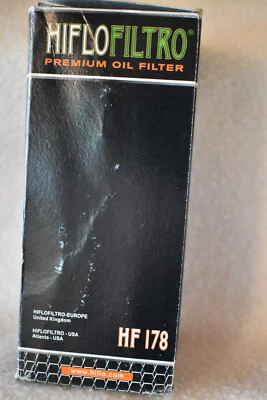 HIFLOFILTRO®
PREMIUM OIL FILTER
HIFLOFILTRO-EUROPE
United Kingdom
HIFLOFILTRO - USA
Atlanta - USA
HF 178
www.hiflo.com